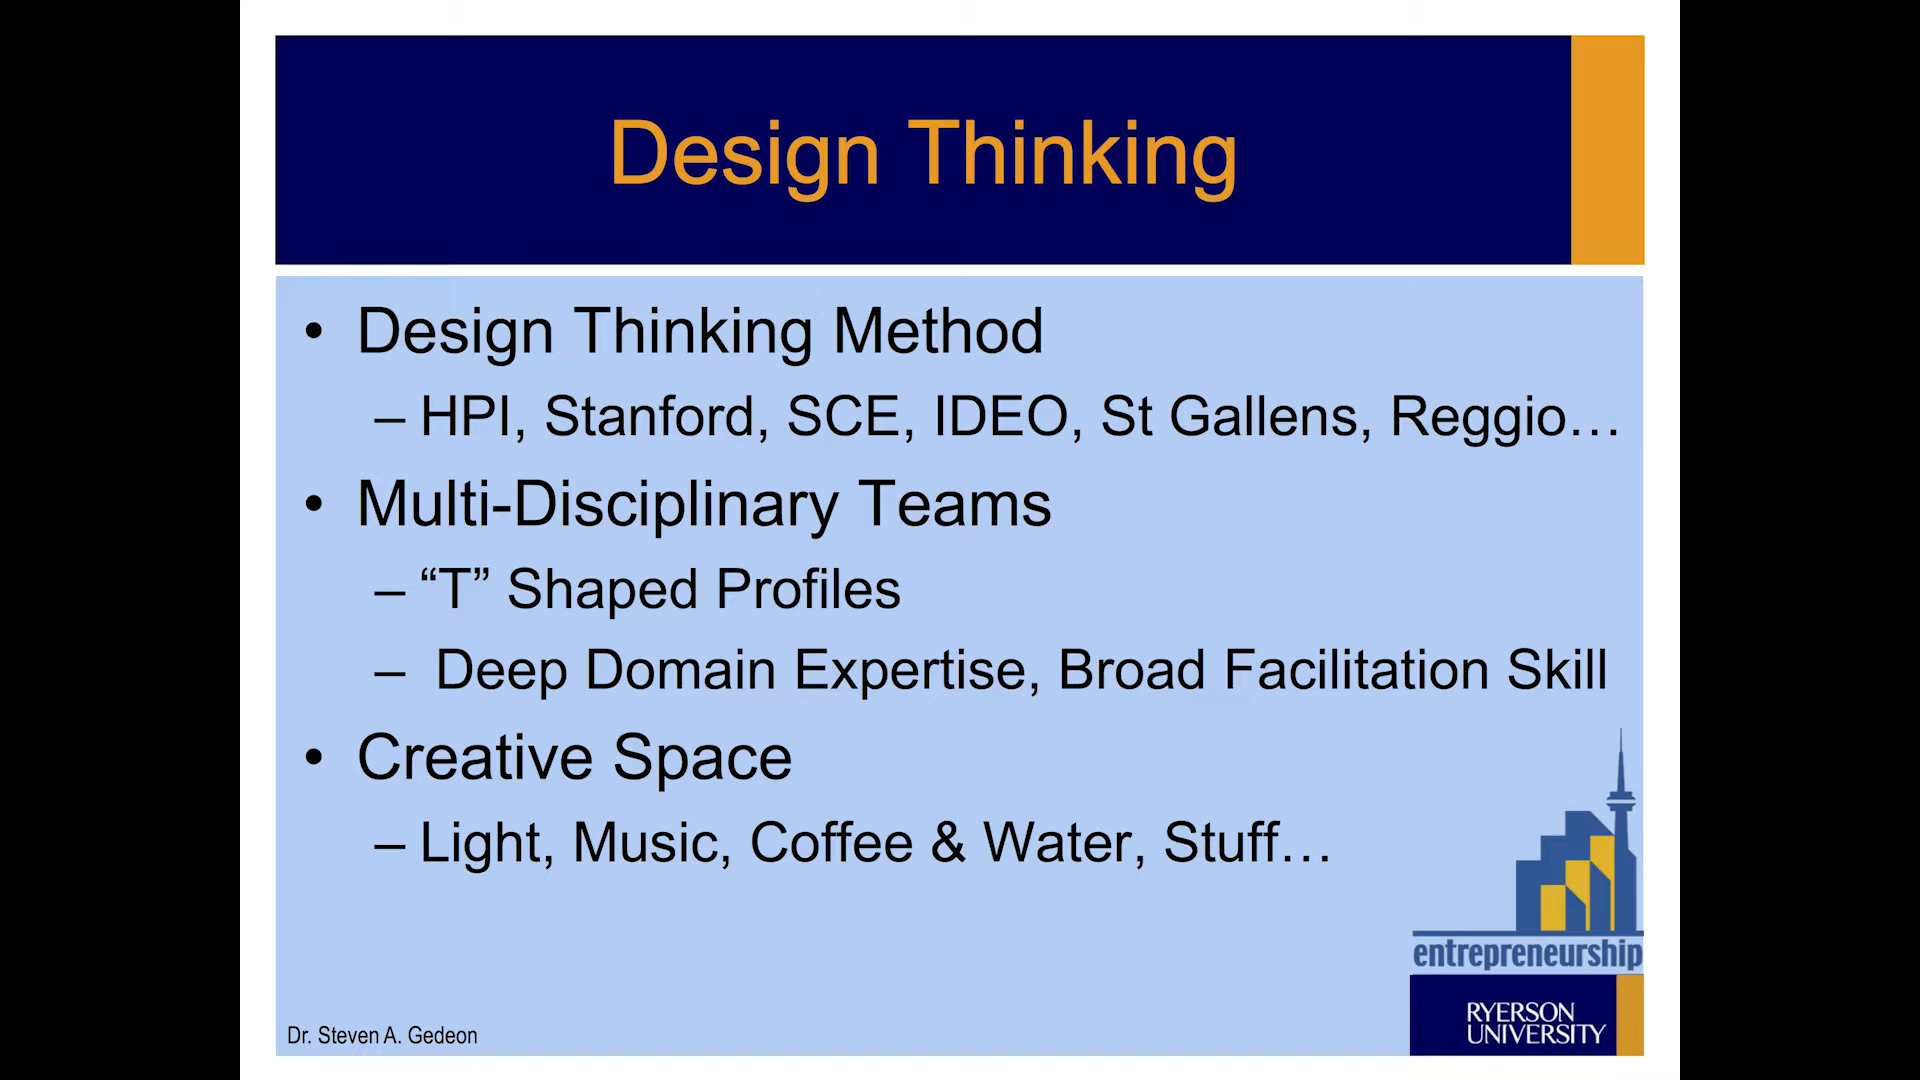 Design Thinking
• Design Thinking Method
– HPI, Stanford, SCE, IDEO, St Gallens, Reggio…
• Multi-Disciplinary Teams
– “T” Shaped Profiles
– Deep Domain Expertise, Broad Facilitation Skill
• Creative Space
– Light, Music, Coffee & Water, Stuff…
entrepreneurship
RYERSON
UNIVERSITY
Dr. Steven A. Gedeon